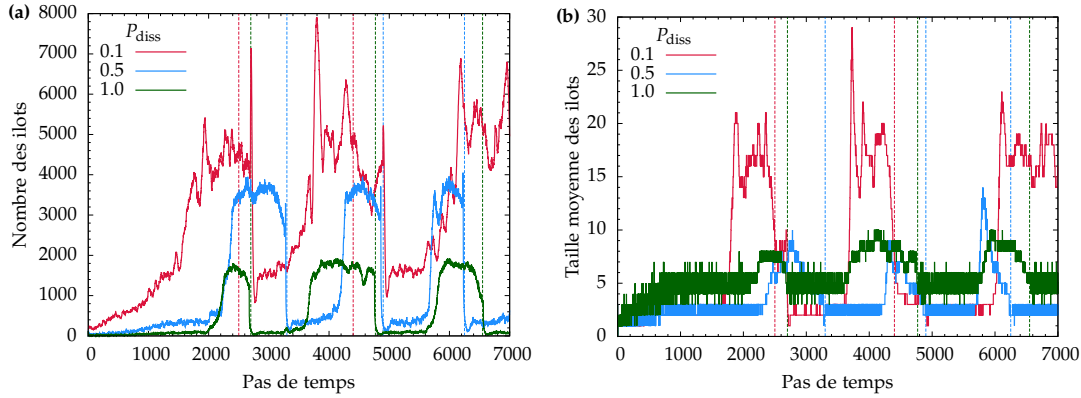 (a)
Nombre des ilots
8000
7000
6000
5000
4000
3000
2000
1000
0
P_diss
0.1
0.5
1.0
0 1000 2000 3000 4000 5000 6000 7000
Pas de temps
(b)
Taille moyenne des ilots
30
25
20
15
10
5
0
P_diss
0.1
0.5
1.0
0 1000 2000 3000 4000 5000 6000 7000
Pas de temps